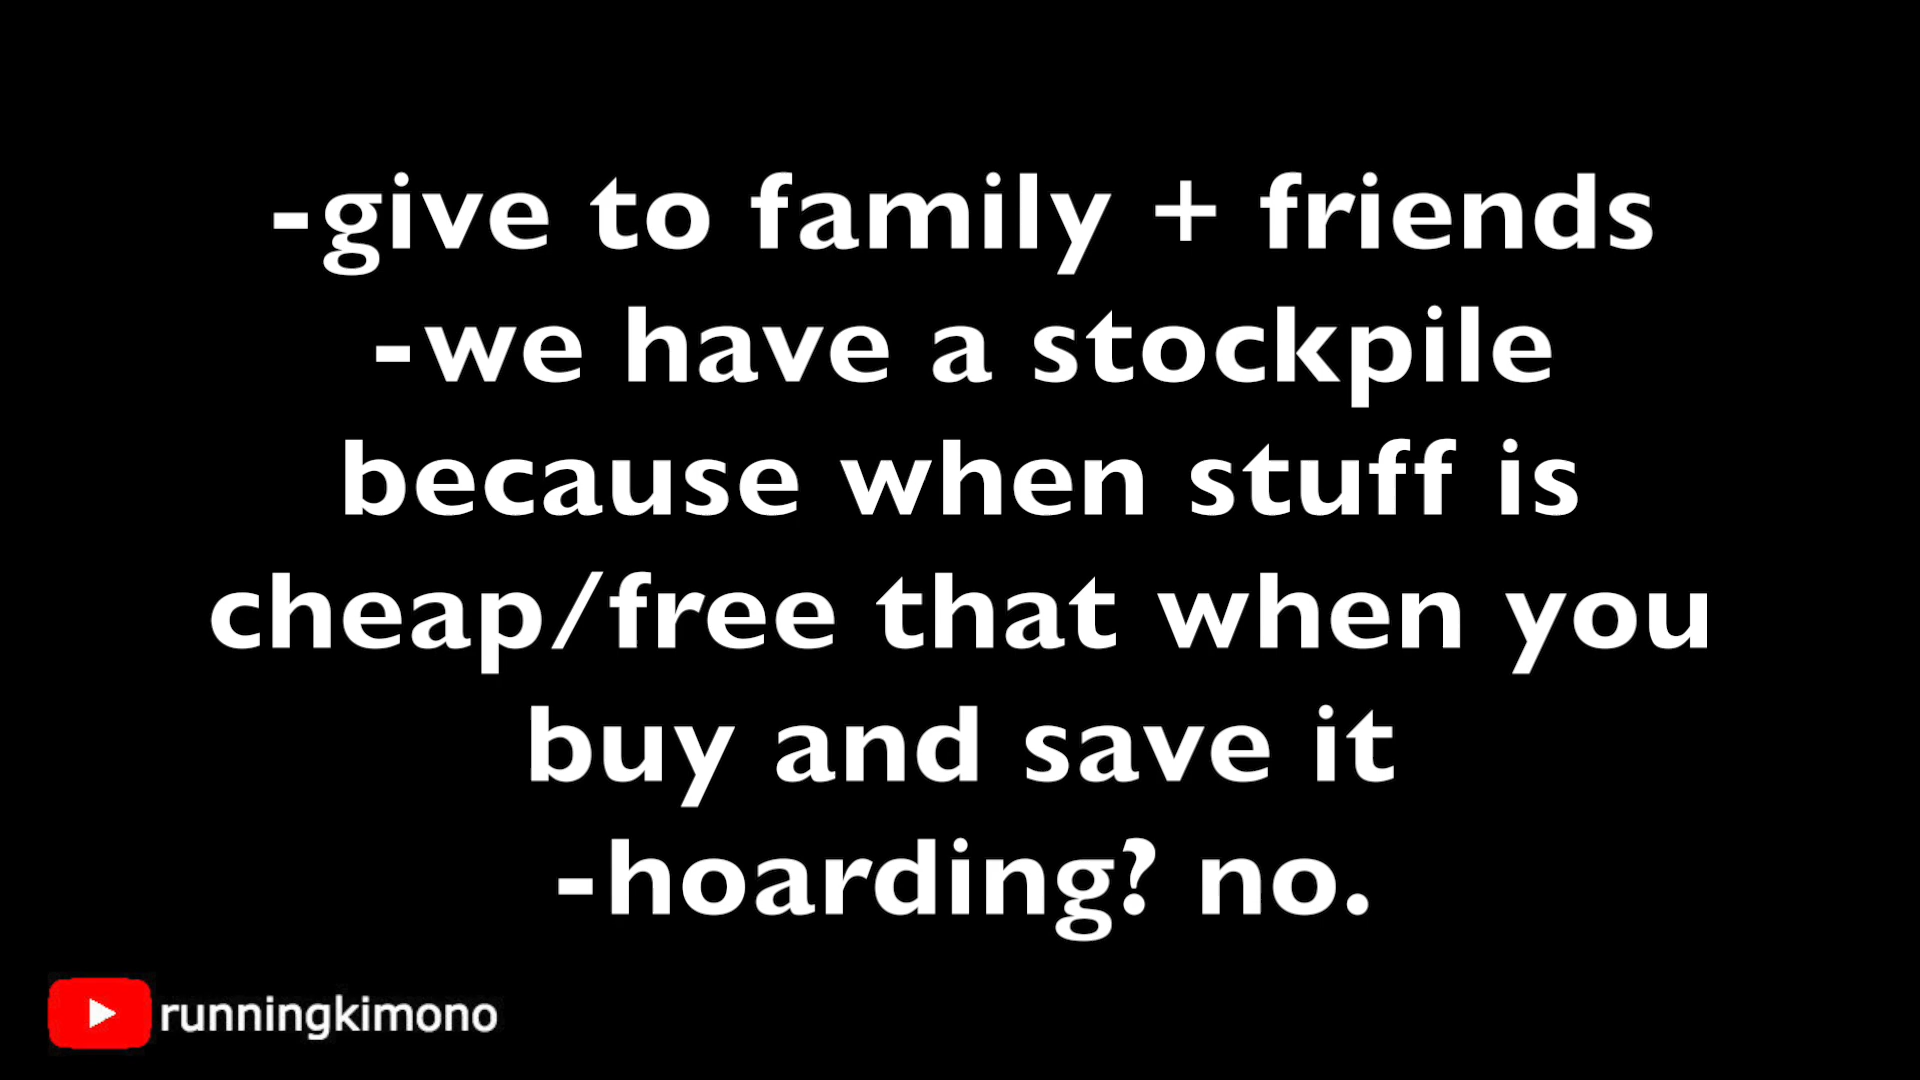 -give to family + friends
-we have a stockpile
because when stuff is
cheap/free that when you
buy and save it
-hoarding? no.
runningkimono